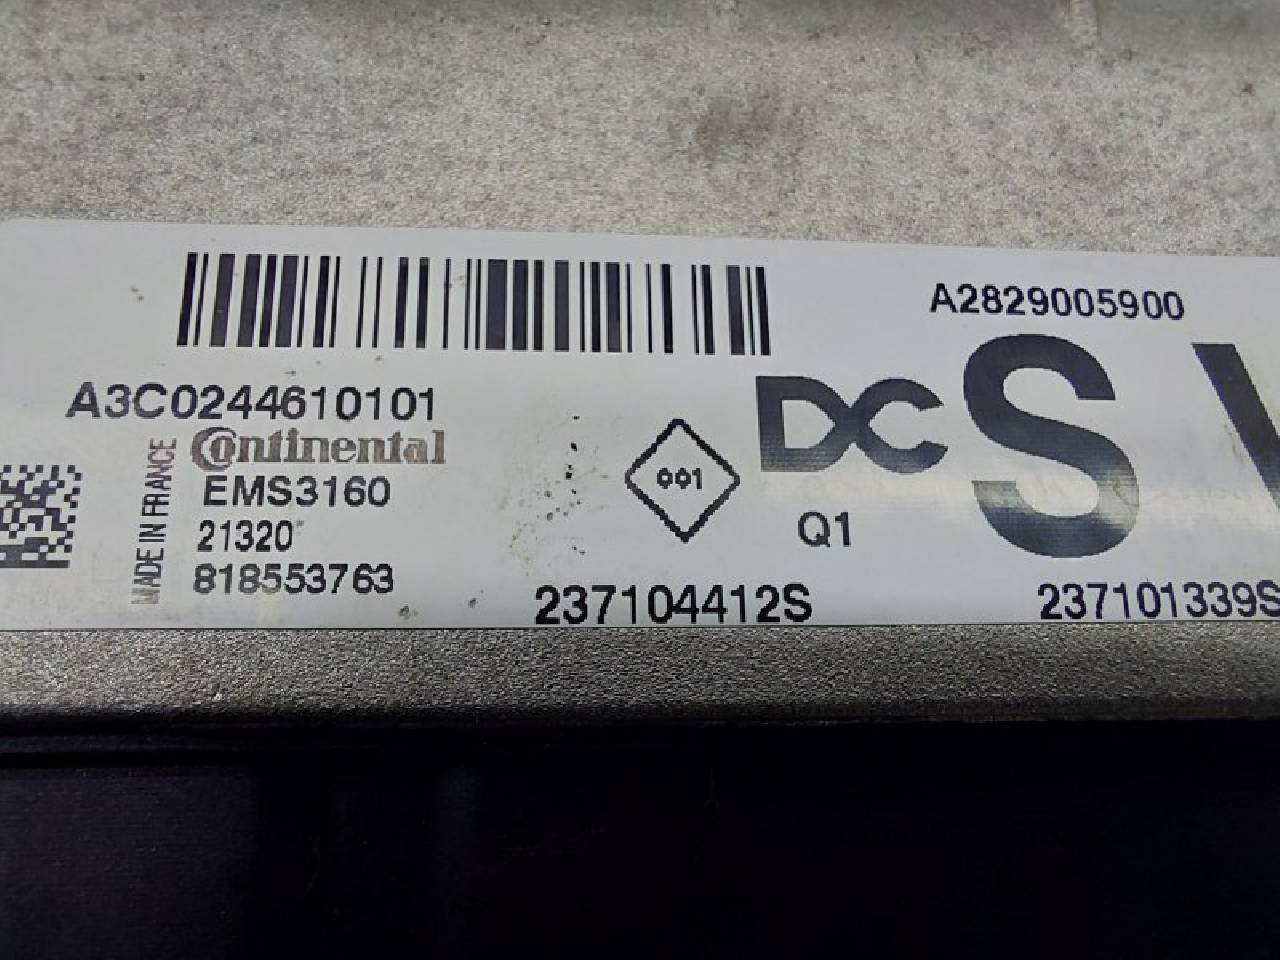 A2829005900
A3C0244610101
DC S
Continental
MADE IN FRANCE
EMS3160
001
21320
Q1
818553763
237104412S
237101339S